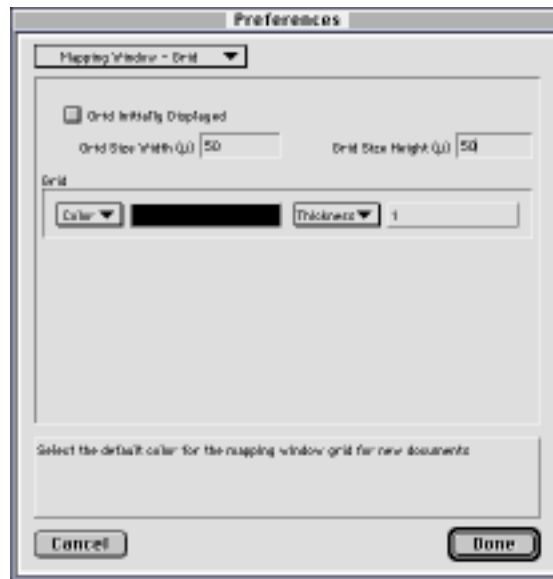 Preferences
Mapping Window - Grid
Grid Initially Displayed
Grid Size Width (µ) 50 Grid Size Height (µ) 50
Grid
Color Thickness 1
Select the default color for the mapping window grid for new documents
Cancel Done